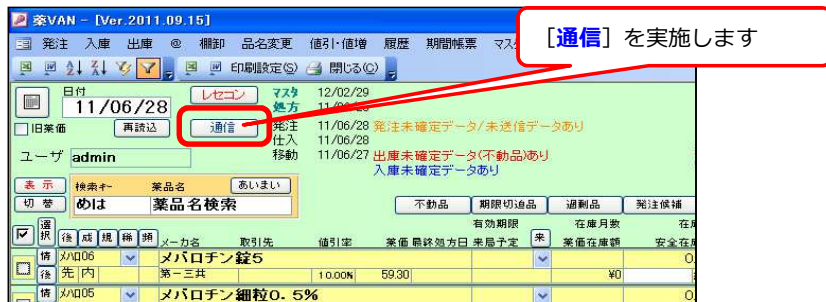 薬VAN - [Ver.2011.09.15]
[通信] を実施します
発注 入庫 出庫 @ 棚卸 品名変更 値引・値増 履歴 期間帳票 マス
印刷設定(S) 閉じる(C)
日付 レセコン マスタ 12/02/29
11/06/28 処方
旧薬価 再読込 通信 発注 11/06/28 発注未確定データ/未送信データあり
仕入 11/06/28
ユーザ admin 移動 11/06/27 出庫未確定データ(不動品)あり
入庫未確定データあり
表示 検索キー 薬品名 あいまい
切替 めは 薬品名検索 不動品 期限切迫品 過剰品 発注候補
選択 後 成 規 稀 頻 メーカ名 取引先 値引率 薬価 最終処方日 有効期限 来局予定 来 在庫月数 薬価在庫額 安全在
情 メハロ06 メバロチン錠5 0
後 先 内 第一三共 10.00% 59.30 ¥0
情 メハロ05 メバロチン細粒0.5% 0